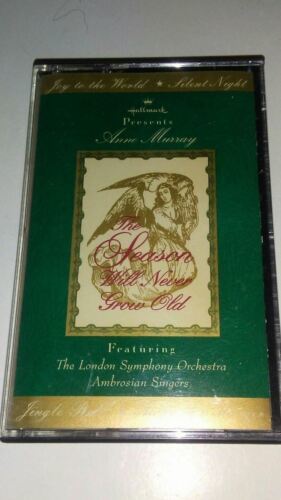 Joy to the World ★ Silent Night
Hallmark
Presents
Anne Murray
The
Season
Will Never
Grow Old
Featuring
The London Symphony Orchestra
Ambrosian Singers
Jingle